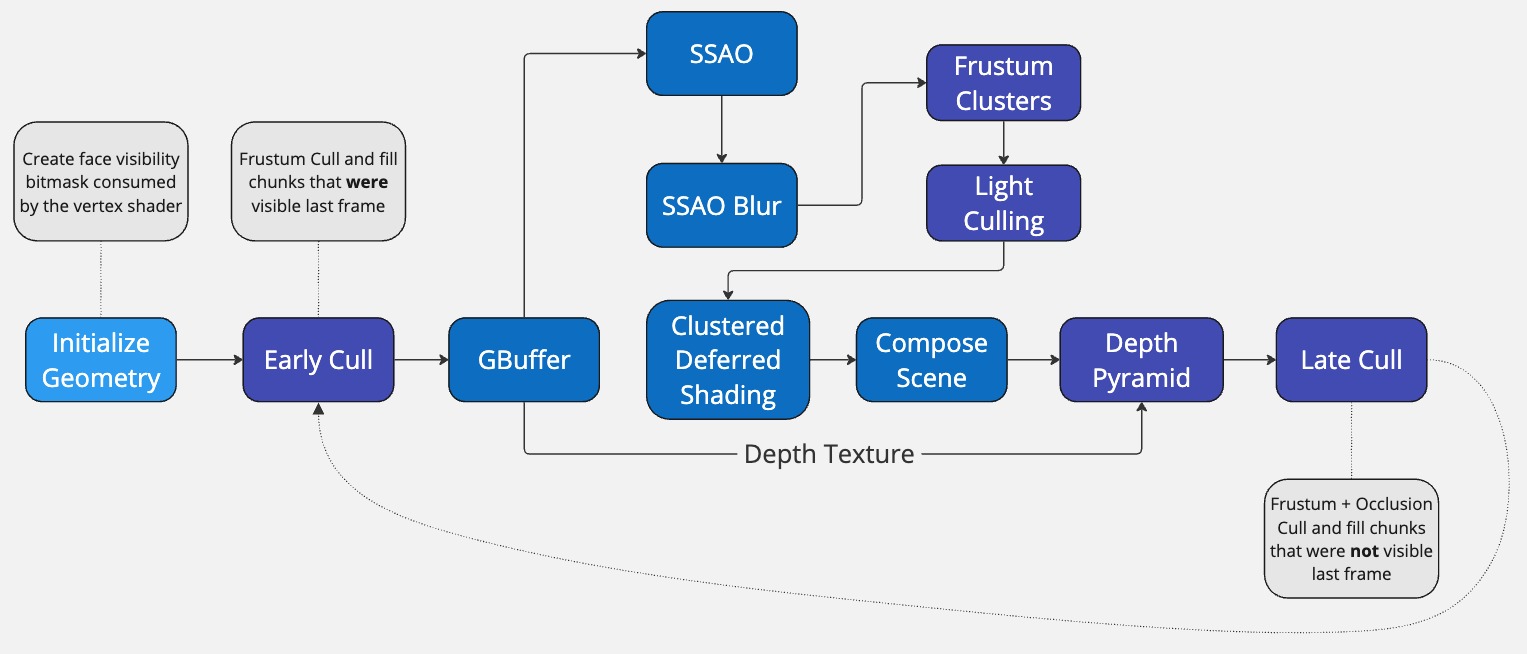 SSAO
Frustum
Clusters
Create face visibility
bitmask consumed
by the vertex shader
Frustum Cull and fill
chunks that were
visible last frame
SSAO Blur
Light
Culling
Initialize
Geometry
Early Cull
GBuffer
Clustered
Deferred
Shading
Compose
Scene
Depth
Pyramid
Late Cull
Depth Texture
Frustum + Occlusion
Cull and fill chunks
that were not visible
last frame